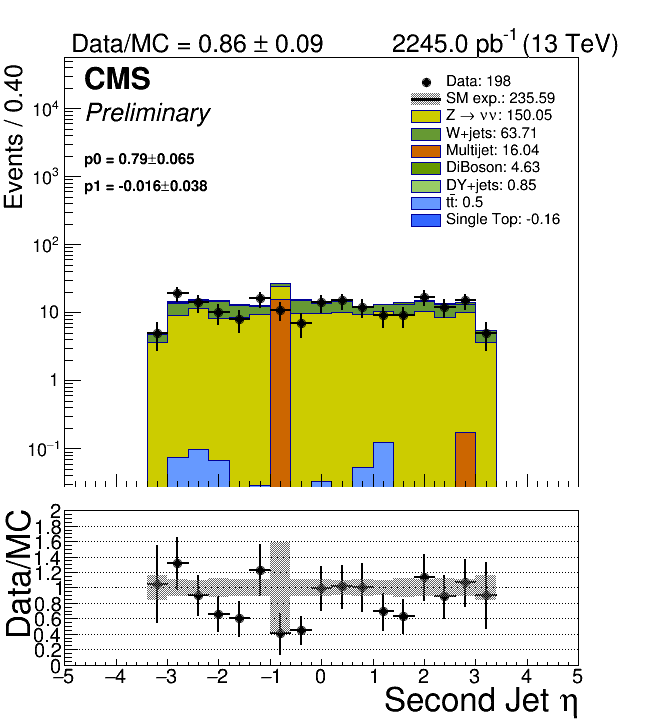 Data/MC = 0.86 ± 0.09 2245.0 pb⁻¹ (13 TeV)
CMS
Preliminary
p0 = 0.79±0.065
p1 = -0.016±0.038
Data: 198
SM exp.: 235.59
Z → νν: 150.05
W+jets: 63.71
Multijet: 16.04
DiBoson: 4.63
DY+jets: 0.85
tt̄: 0.5
Single Top: -0.16
Events / 0.40
10⁴
10³
10²
10
1
10⁻¹
Data/MC
2
1.8
1.6
1.4
1.2
1
0.8
0.6
0.4
0.2
0
−5 −4 −3 −2 −1 0 1 2 3 4 5
Second Jet η